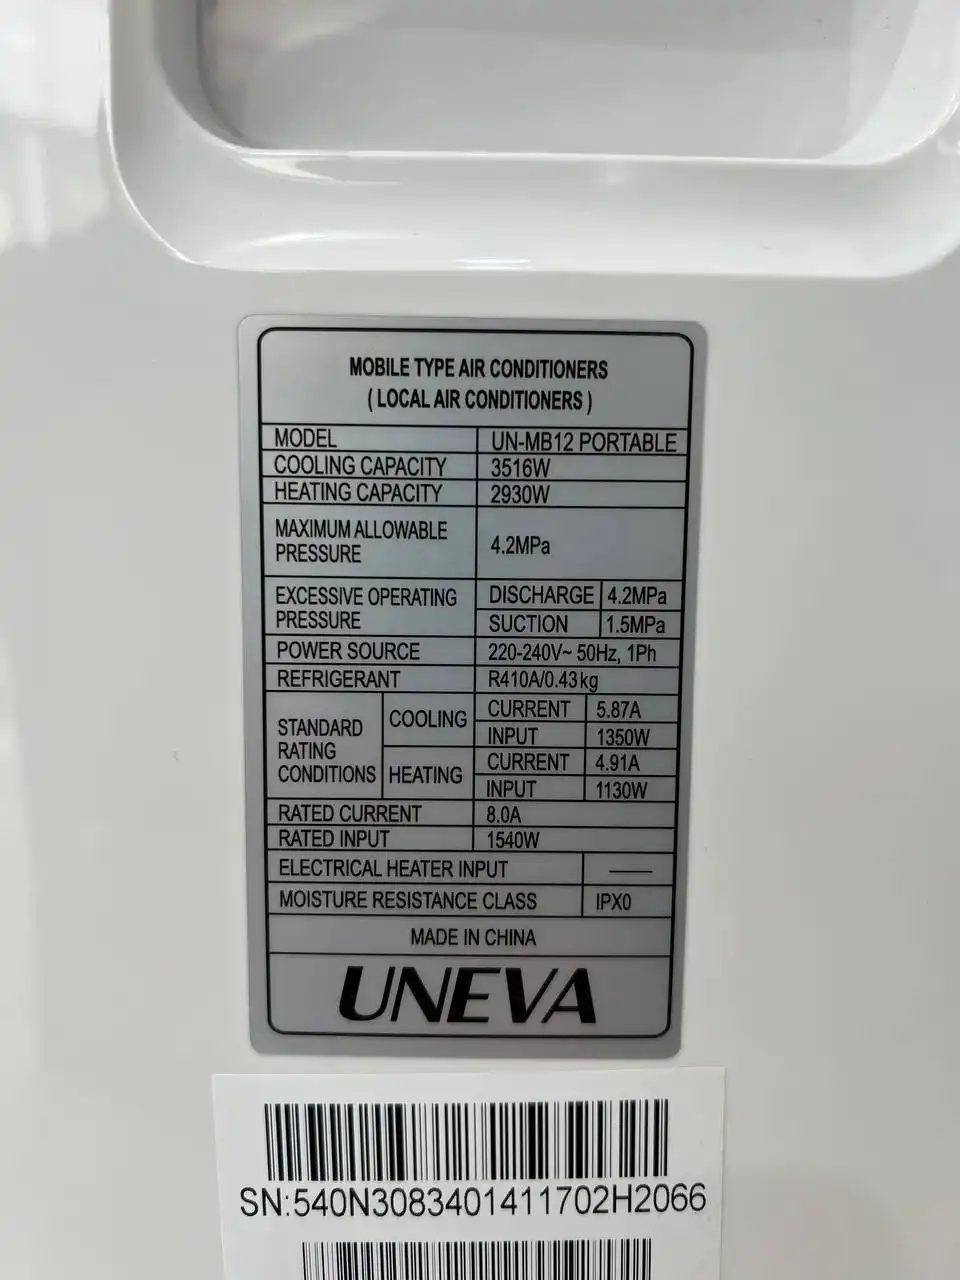 MOBILE TYPE AIR CONDITIONERS
( LOCAL AIR CONDITIONERS )
MODEL UN-MB12 PORTABLE
COOLING CAPACITY 3516W
HEATING CAPACITY 2930W
MAXIMUM ALLOWABLE
PRESSURE
4.2MPa
EXCESSIVE OPERATING
PRESSURE
DISCHARGE 4.2MPa
SUCTION 1.5MPa
POWER SOURCE 220-240V~ 50Hz, 1Ph
REFRIGERANT R410A/0.43kg
STANDARD
RATING
CONDITIONS
COOLING
CURRENT 5.87A
INPUT 1350W
HEATING
CURRENT 4.91A
INPUT 1130W
RATED CURRENT 8.0A
RATED INPUT 1540W
ELECTRICAL HEATER INPUT ——
MOISTURE RESISTANCE CLASS IPX0
MADE IN CHINA
UNEVA
SN:540N3083401411702H2066